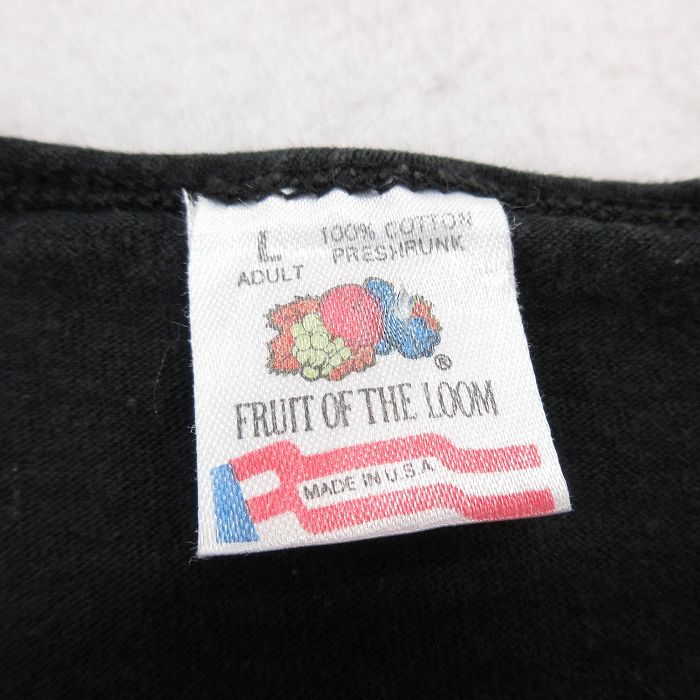 L 100% COTTON
ADULT PRESHRUNK
®
FRUIT OF THE LOOM
MADE IN U.S.A.